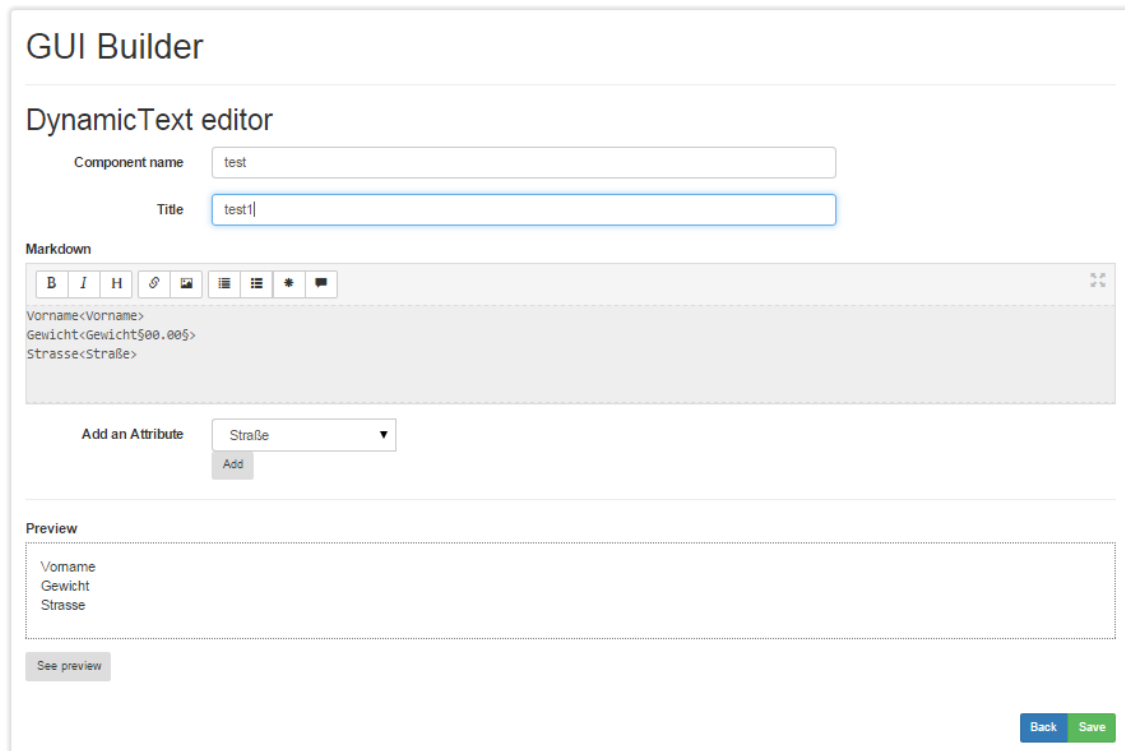 GUI Builder
DynamicText editor
Component name test
Title test1
Markdown
B I H
Vorname<Vorname>
Gewicht<Gewicht§00.00§>
Strasse<Straße>
Add an Attribute Straße
Add
Preview
Vorname
Gewicht
Strasse
See preview
Back Save